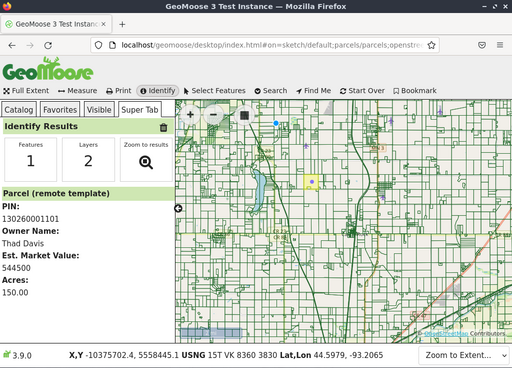 GeoMoose 3 Test Instance — Mozilla Firefox
GeoMoose 3 Test Instance
localhost/geomoose/desktop/index.html#on=sketch/default;parcels/parcels;openstre
GeoMoose
Full Extent Measure Print Identify Select Features Search Find Me Start Over Bookmark
Catalog Favorites Visible Super Tab
Identify Results
Features Layers Zoom to results
1 2
Parcel (remote template)
PIN:
130260001101
Owner Name:
Thad Davis
Est. Market Value:
544500
Acres:
150.00
© OpenStreetMap Contributors
3.9.0 X,Y -10375702.4, 5558445.1 USNG 15T VK 8360 3830 Lat,Lon 44.5979, -93.2065 Zoom to Extent...